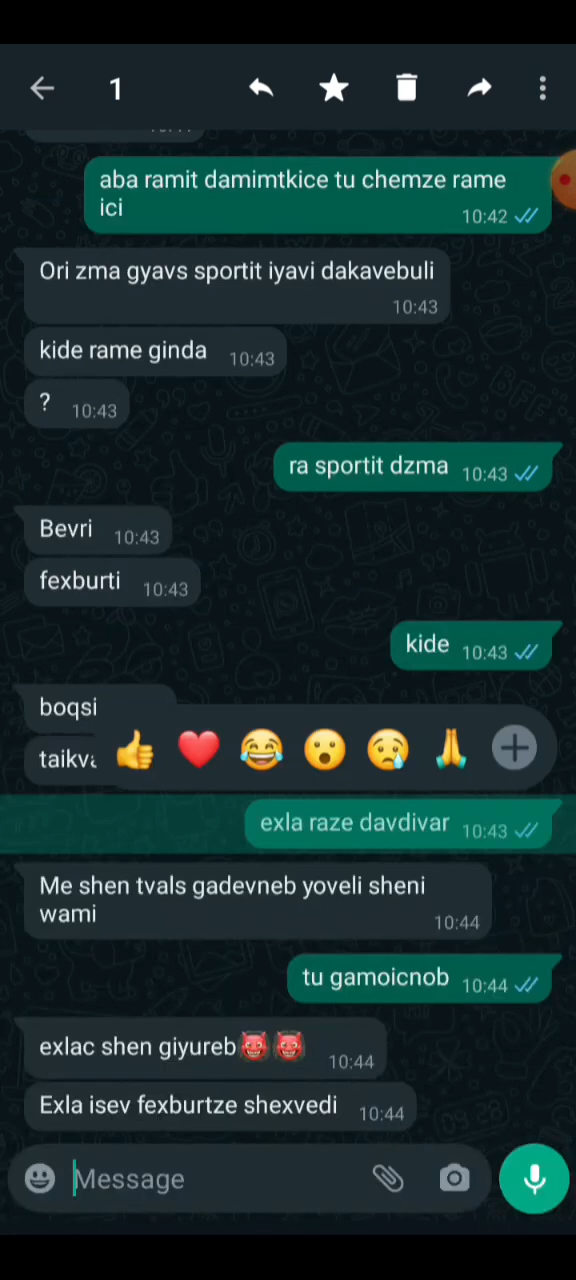 1
aba ramit damimtkice tu chemze rame
ici
10:42
Ori zma gyavs sportit iyavi dakavebuli
10:43
kide rame ginda 10:43
? 10:43
ra sportit dzma 10:43
Bevri 10:43
fexburti 10:43
kide 10:43
boqsi
exla raze davdivar 10:43
Me shen tvals gadevneb yoveli sheni
wami
10:44
tu gamoicnob 10:44
exlac shen giyureb👹👹 10:44
Exla isev fexburtze shexvedi 10:44
Message